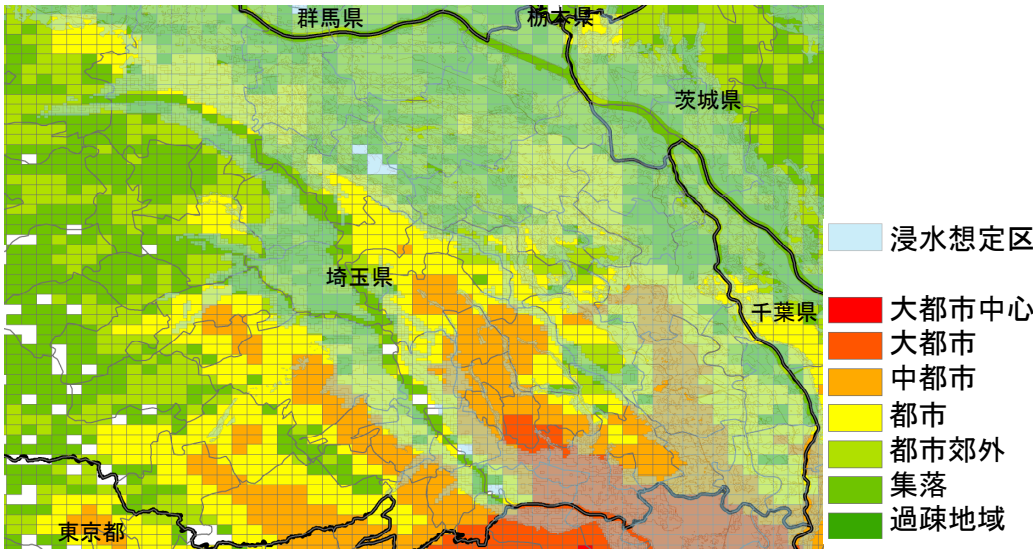 群馬県
栃木県
茨城県
埼玉県
千葉県
東京都
浸水想定区
大都市中心
大都市
中都市
都市
都市郊外
集落
過疎地域